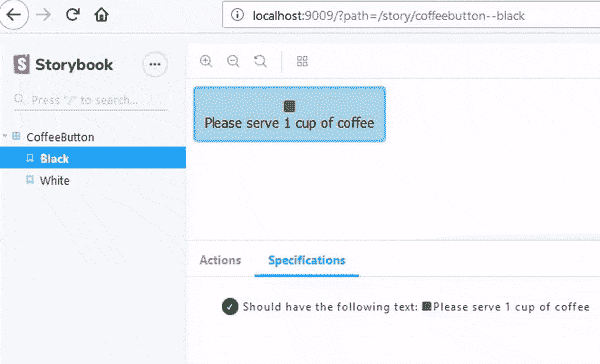 localhost:9009/?path=/story/coffeebutton--black
Storybook
Press "/" to search...
CoffeeButton
Black
White
Please serve 1 cup of coffee
Actions
Specifications
Should have the following text: ⬛Please serve 1 cup of coffee